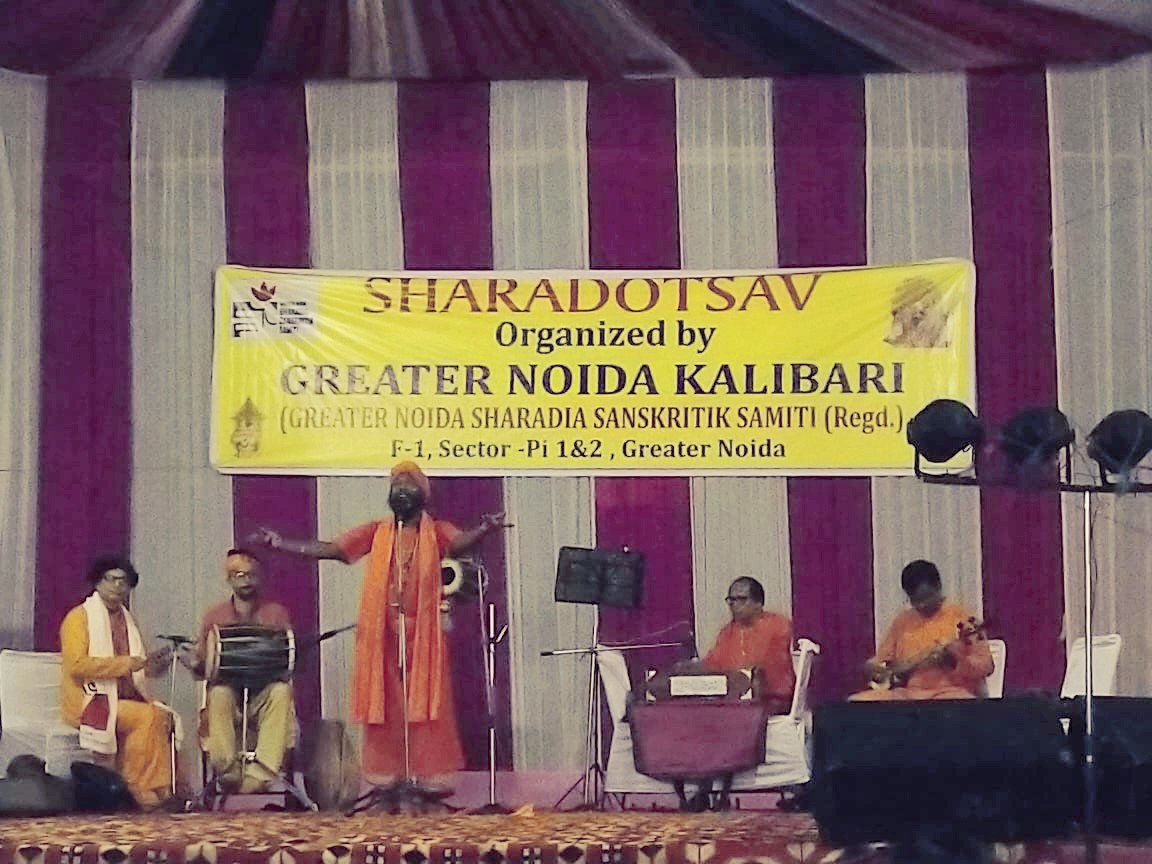 SHARADOTSAV
Organized by
GREATER NOIDA KALIBARI
(GREATER NOIDA SHARADIA SANSKRITIK SAMITI (Regd.)
F-1, Sector -Pi 1&2 , Greater Noida